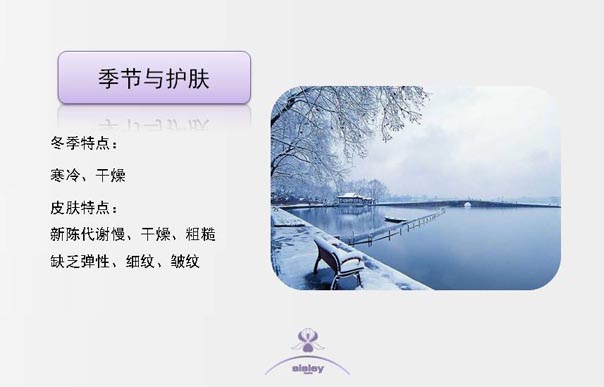 季节与护肤
冬季特点：
寒冷、干燥
皮肤特点：
新陈代谢慢、干燥、粗糙
缺乏弹性、细纹、皱纹
sisley